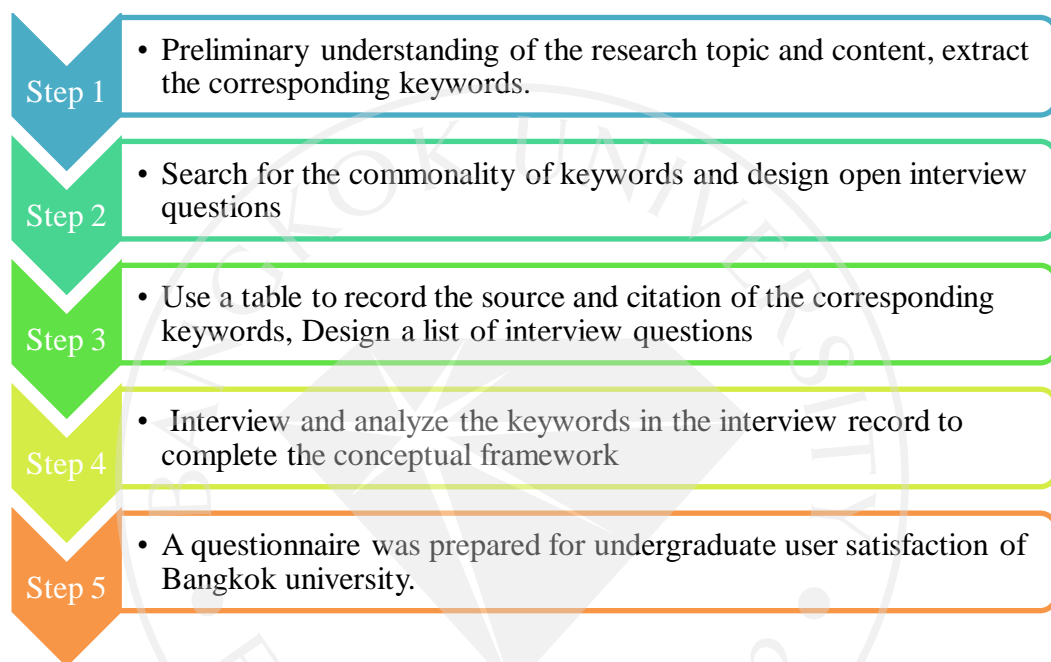 Step 1
• Preliminary understanding of the research topic and content, extract
the corresponding keywords.
Step 2
• Search for the commonality of keywords and design open interview
questions
Step 3
• Use a table to record the source and citation of the corresponding
keywords, Design a list of interview questions
Step 4
• Interview and analyze the keywords in the interview record to
complete the conceptual framework
Step 5
• A questionnaire was prepared for undergraduate user satisfaction of
Bangkok university.
BANGKOK UNIVERSITY